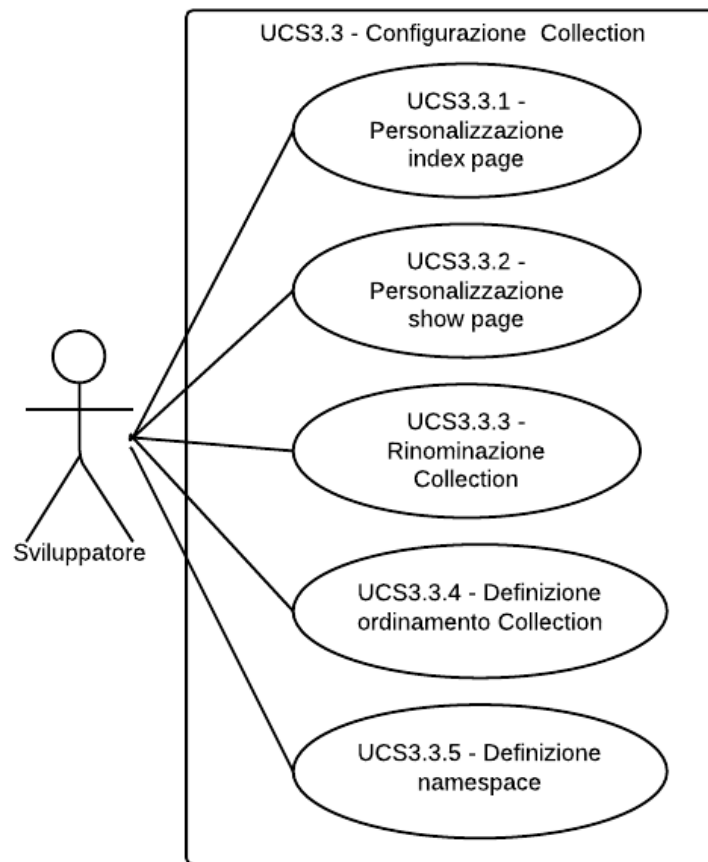 UCS3.3 - Configurazione Collection
UCS3.3.1 -
Personalizzazione
index page
UCS3.3.2 -
Personalizzazione
show page
UCS3.3.3 -
Rinominazione
Collection
Sviluppatore
UCS3.3.4 - Definizione
ordinamento Collection
UCS3.3.5 - Definizione
namespace